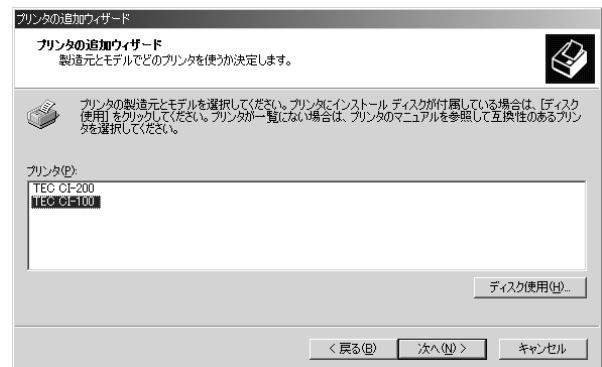 プリンタの追加ウィザード
プリンタの追加ウィザード
製造元とモデルでどのプリンタを使うか決定します。
プリンタの製造元とモデルを選択してください。プリンタにインストール ディスクが付属している場合は、[ディスク
使用] をクリックしてください。プリンタが一覧にない場合は、プリンタのマニュアルを参照して互換性のあるプリン
タを選択してください。
プリンタ(P):
TEC CI-200
TEC CI-100
ディスク使用(H)...
< 戻る(B)
次へ(N) >
キャンセル